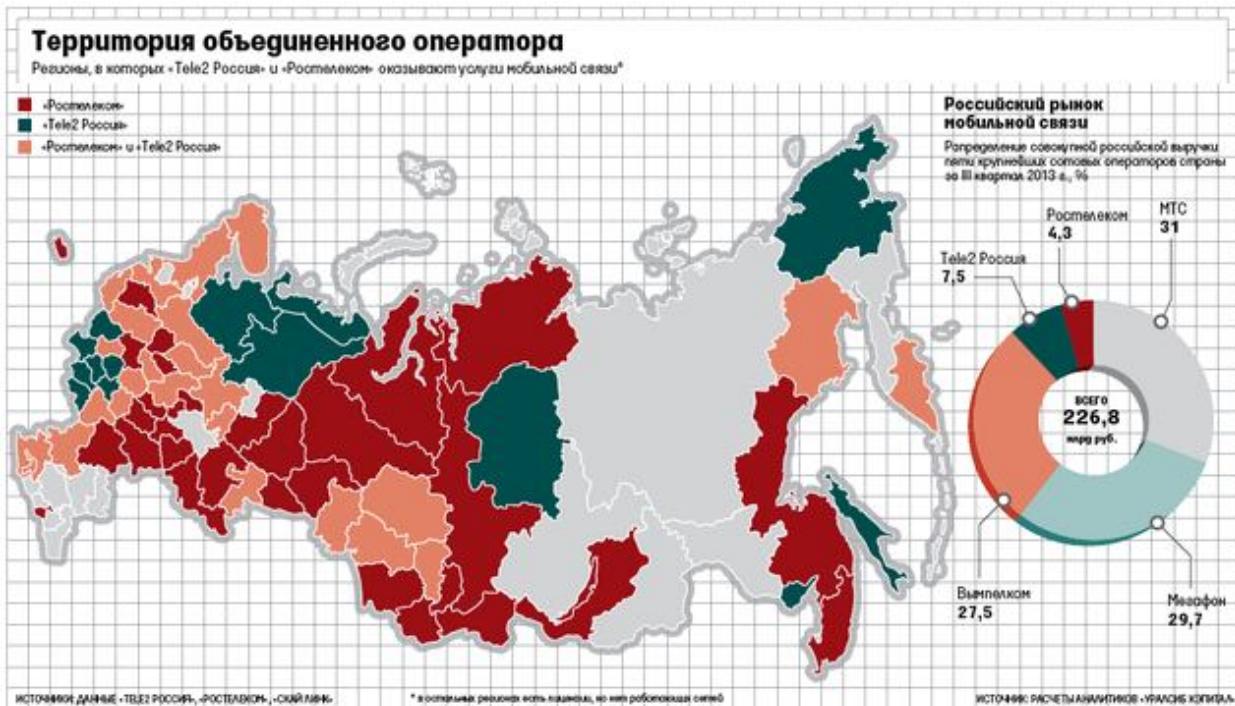 Территория объединенного оператора
Регионы, в которых «Tele2 Россия» и «Ростелеком» оказывают услуги мобильной связи*
«Ростелеком»
«Tele2 Россия»
«Ростелеком» и «Tele2 Россия»
Российский рынок
мобильной связи
Рапределение совокупной российской выручки
пяти крупнейших сотовых операторов страны
за III квартал 2013 г., %
Ростелеком
4,3
МТС
31
Tele2 Россия
7,5
ВСЕГО
226,8
млрд руб.
Вымпелком
27,5
Мегафон
29,7
ИСТОЧНИКИ: ДАННЫЕ «TELE2 РОССИЯ», «РОСТЕЛЕКОМ», «СКАЙ ЛИНК»
* в остальных регионах есть лицензии, но нет работающих сетей
ИСТОЧНИК: РАСЧЕТЫ АНАЛИТИКОВ «УРАЛСИБ КЭПИТАЛ»